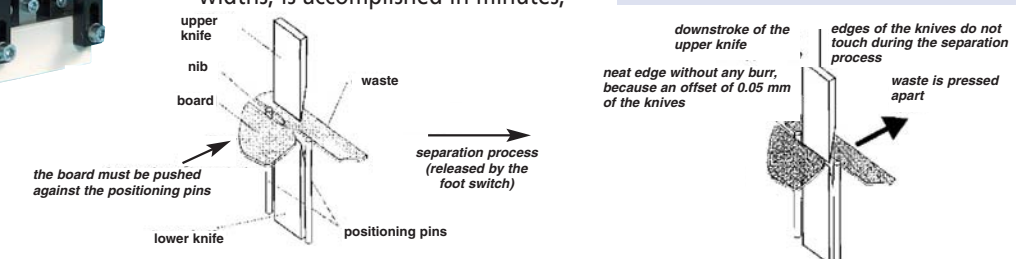 widths, is accomplished in minutes,
upper
knife
nib
board
waste
the board must be pushed
against the positioning pins
lower knife
positioning pins
separation process
(released by the
foot switch)
downstroke of the
upper knife
edges of the knives do not
touch during the separation
process
neat edge without any burr,
because an offset of 0.05 mm
of the knives
waste is pressed
apart